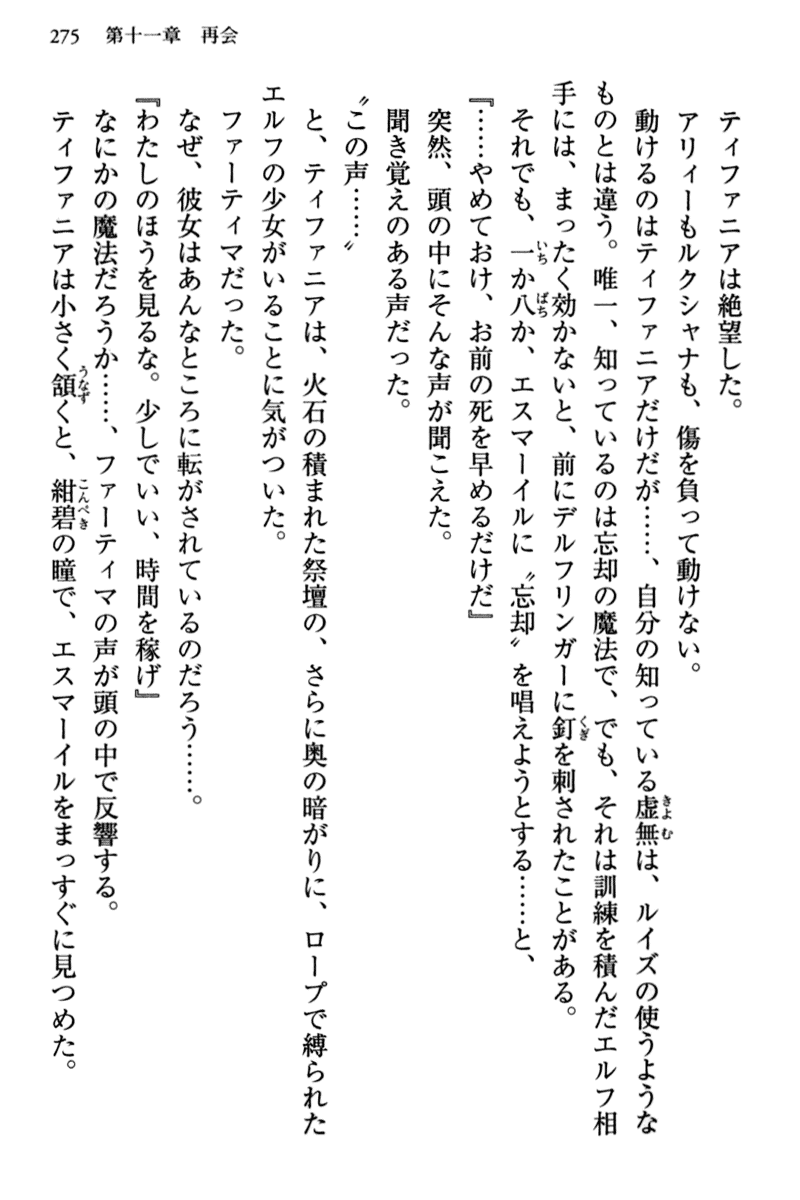 275　第十一章　再会
ティファニアは絶望した。
アリィーもルクシャナも、傷を負って動けない。
動けるのはティファニアだけだが……、自分の知っている虚無は、ルイズの使うような
ものとは違う。唯一、知っているのは忘却の魔法で、でも、それは訓練を積んだエルフ相
手には、まったく効かないと、前にデルフリンガーに釘を刺されたことがある。
それでも、一か八か、エスマーイルに〝忘却〟を唱えようとする……と、
『……やめておけ、お前の死を早めるだけだ』
突然、頭の中にそんな声が聞こえた。
聞き覚えのある声だった。
〝この声……〟
と、ティファニアは、火石の積まれた祭壇の、さらに奥の暗がりに、ロープで縛られた
エルフの少女がいることに気がついた。
ファーティマだった。
なぜ、彼女はあんなところに転がされているのだろう……。
『わたしのほうを見るな。少しでいい、時間を稼げ』
なにかの魔法だろうか……、ファーティマの声が頭の中で反響する。
ティファニアは小さく頷くと、紺碧の瞳で、エスマーイルをまっすぐに見つめた。
きょむ
くぎ
いち
ばち
うなず
こんぺき